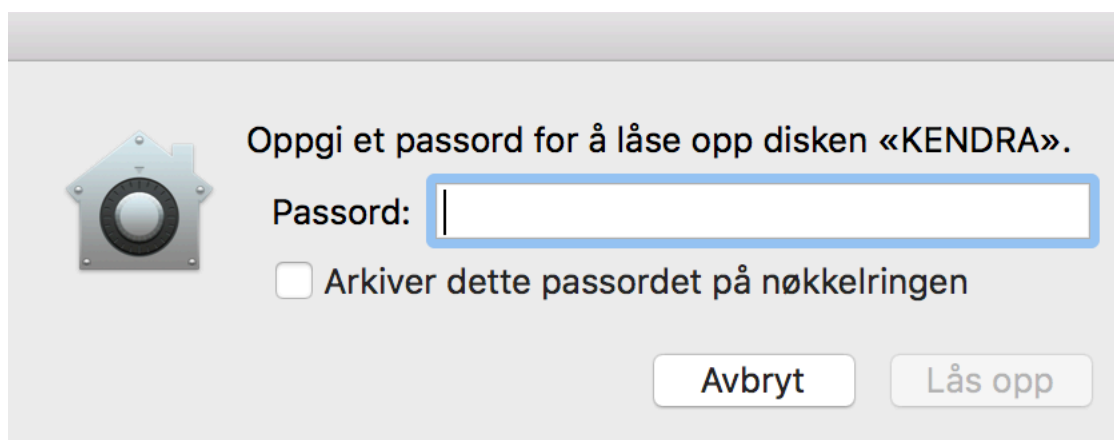 Oppgi et passord for å låse opp disken «KENDRA».
Passord:
Arkiver dette passordet på nøkkelringen
Avbryt Lås opp